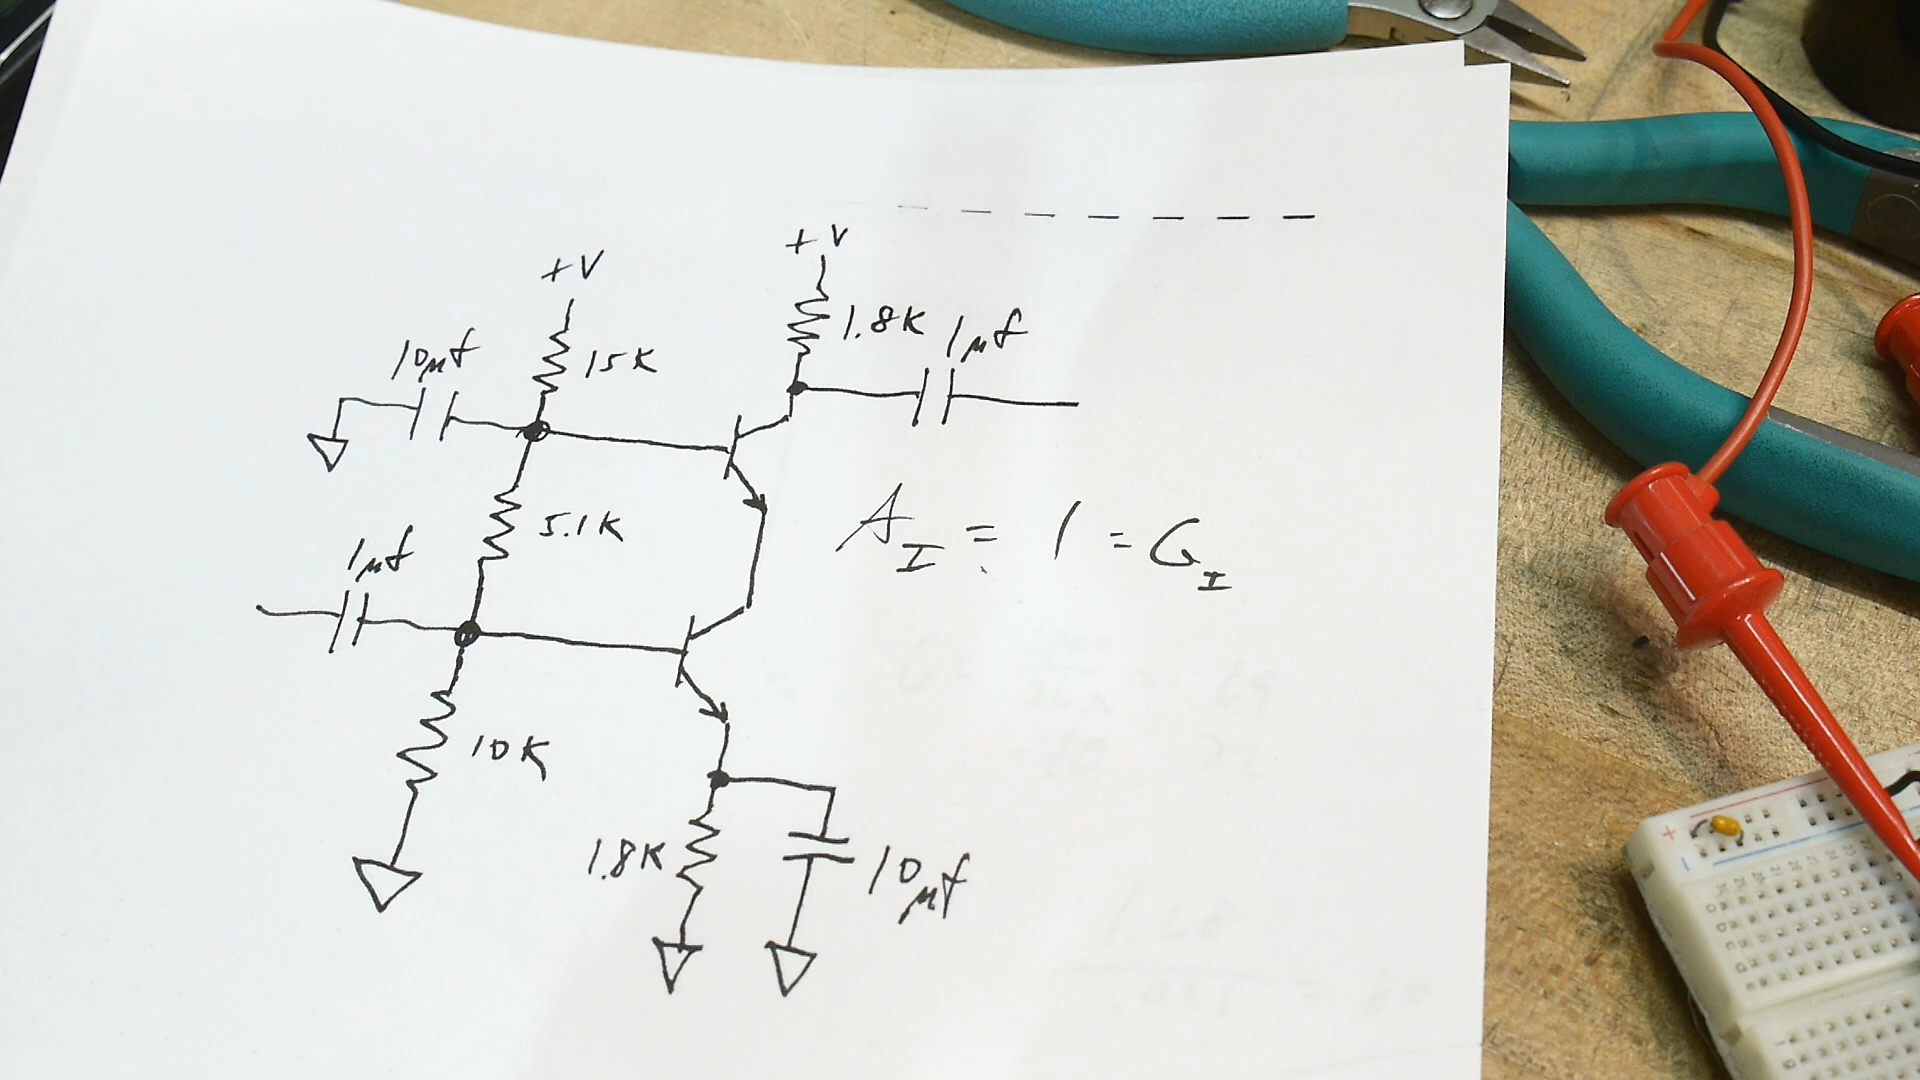 +V
+V
10µf
15K
1.8K
1µf
5.1K
A_I = 1 = G_I
1µf
10K
1.8K
10µf